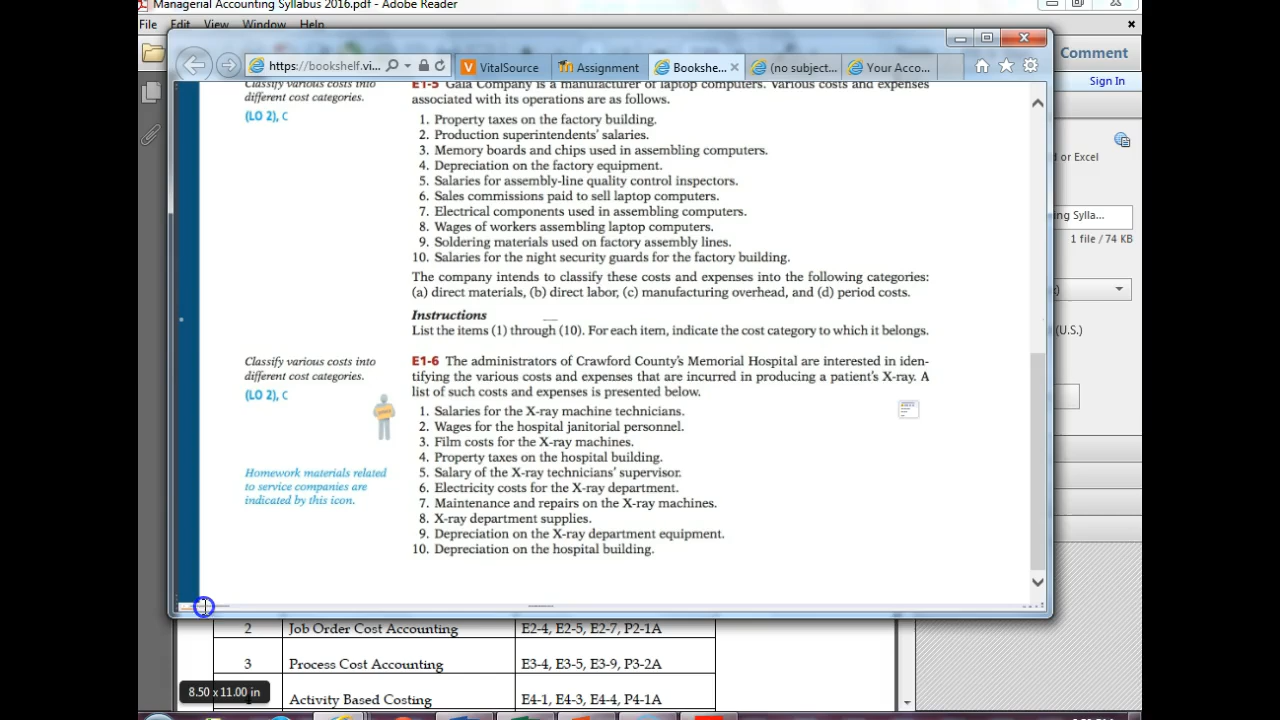 Managerial Accounting Syllabus 2016.pdf - Adobe Reader
File Edit View Window Help
https://bookshelf.vi... VitalSource Assignment Bookshe... (no subject... Your Acco...
Comment
Sign In
d or Excel
ng Sylla...
1 file / 74 KB
(U.S.)
Classify various costs into
different cost categories.
(LO 2), C
E1-5 Gala Company is a manufacturer of laptop computers. Various costs and expenses
associated with its operations are as follows.
1. Property taxes on the factory building.
2. Production superintendents' salaries.
3. Memory boards and chips used in assembling computers.
4. Depreciation on the factory equipment.
5. Salaries for assembly-line quality control inspectors.
6. Sales commissions paid to sell laptop computers.
7. Electrical components used in assembling computers.
8. Wages of workers assembling laptop computers.
9. Soldering materials used on factory assembly lines.
10. Salaries for the night security guards for the factory building.
The company intends to classify these costs and expenses into the following categories:
(a) direct materials, (b) direct labor, (c) manufacturing overhead, and (d) period costs.
Instructions
List the items (1) through (10). For each item, indicate the cost category to which it belongs.
Classify various costs into
different cost categories.
(LO 2), C
Homework materials related
to service companies are
indicated by this icon.
E1-6 The administrators of Crawford County's Memorial Hospital are interested in iden-
tifying the various costs and expenses that are incurred in producing a patient's X-ray. A
list of such costs and expenses is presented below.
1. Salaries for the X-ray machine technicians.
2. Wages for the hospital janitorial personnel.
3. Film costs for the X-ray machines.
4. Property taxes on the hospital building.
5. Salary of the X-ray technicians' supervisor.
6. Electricity costs for the X-ray department.
7. Maintenance and repairs on the X-ray machines.
8. X-ray department supplies.
9. Depreciation on the X-ray department equipment.
10. Depreciation on the hospital building.
2 Job Order Cost Accounting E2-4, E2-5, E2-7, P2-1A
3 Process Cost Accounting E3-4, E3-5, E3-9, P3-2A
Activity Based Costing E4-1, E4-3, E4-4, P4-1A
8.50 x 11.00 in